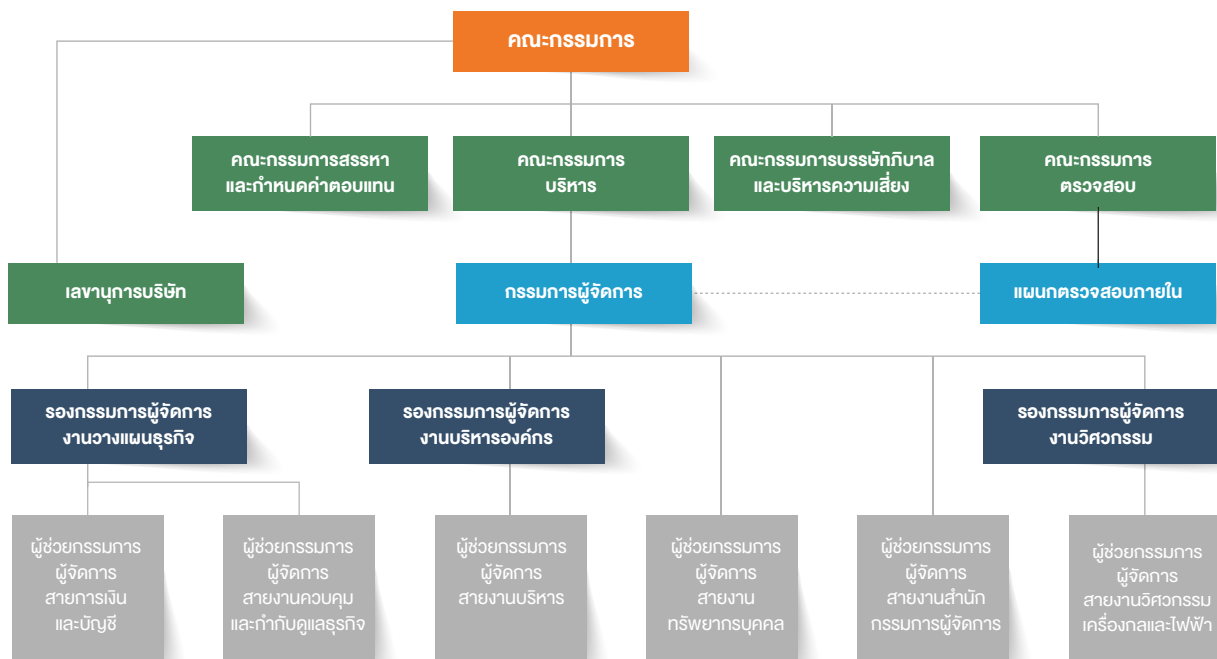 คณะกรรมการ
คณะกรรมการสรรหา
และกำหนดค่าตอบแทน
คณะกรรมการ
บริหาร
คณะกรรมการบรรษัทภิบาล
และบริหารความเสี่ยง
คณะกรรมการ
ตรวจสอบ
เลขานุการบริษัท
กรรมการผู้จัดการ
แผนกตรวจสอบภายใน
รองกรรมการผู้จัดการ
งานวางแผนธุรกิจ
รองกรรมการผู้จัดการ
งานบริหารองค์กร
รองกรรมการผู้จัดการ
งานวิศวกรรม
ผู้ช่วยกรรมการ
ผู้จัดการ
สายการเงิน
และบัญชี
ผู้ช่วยกรรมการ
ผู้จัดการ
สายงานควบคุม
และกำกับดูแลธุรกิจ
ผู้ช่วยกรรมการ
ผู้จัดการ
สายงานบริหาร
ผู้ช่วยกรรมการ
ผู้จัดการ
สายงาน
ทรัพยากรบุคคล
ผู้ช่วยกรรมการ
ผู้จัดการ
สายงานสำนัก
กรรมการผู้จัดการ
ผู้ช่วยกรรมการ
ผู้จัดการ
สายงานวิศวกรรม
เครื่องกลและไฟฟ้า